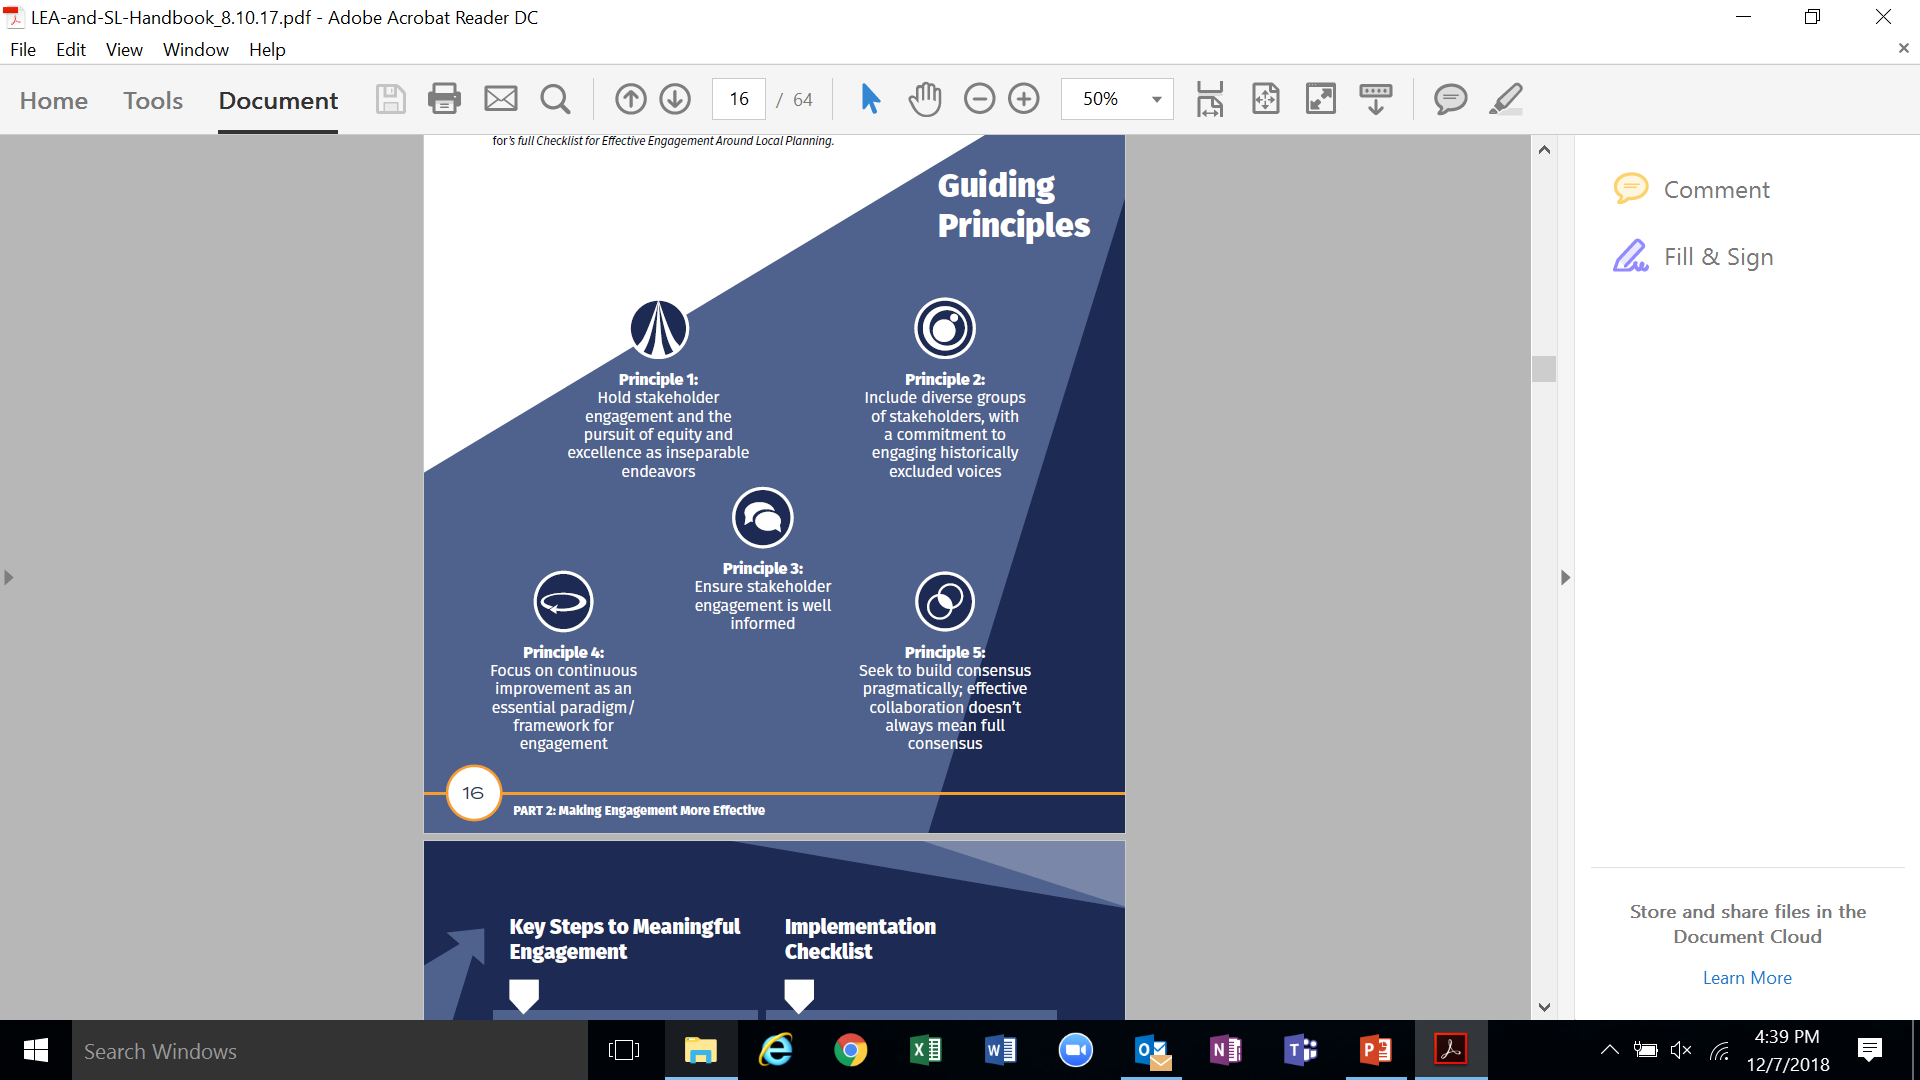 LEA-and-SL-Handbook_8.10.17.pdf - Adobe Acrobat Reader DC
File Edit View Window Help
Home Tools Document 16 / 64 50%
for's full Checklist for Effective Engagement Around Local Planning.
Guiding
Principles
Principle 1:
Hold stakeholder
engagement and the
pursuit of equity and
excellence as inseparable
endeavors
Principle 2:
Include diverse groups
of stakeholders, with
a commitment to
engaging historically
excluded voices
Principle 3:
Ensure stakeholder
engagement is well
informed
Principle 4:
Focus on continuous
improvement as an
essential paradigm/
framework for
engagement
Principle 5:
Seek to build consensus
pragmatically; effective
collaboration doesn't
always mean full
consensus
16
PART 2: Making Engagement More Effective
Key Steps to Meaningful
Engagement
Implementation
Checklist
Comment
Fill & Sign
Store and share files in the
Document Cloud
Learn More
Search Windows
4:39 PM
12/7/2018